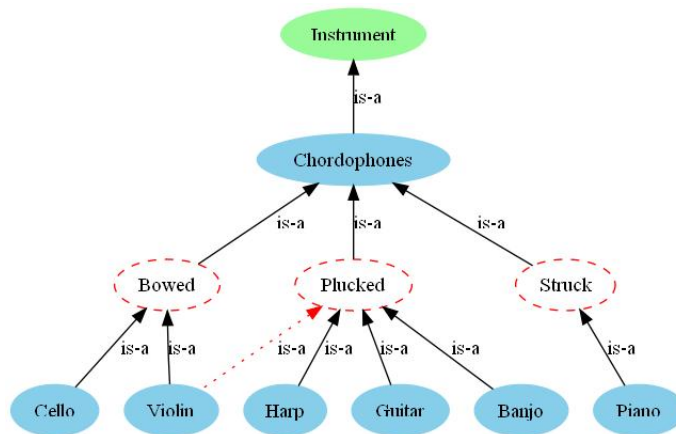 Instrument
is-a
Chordophones
is-a
is-a
is-a
Bowed
Plucked
Struck
is-a
is-a
is-a
is-a
is-a
is-a
is-a
Cello
Violin
Harp
Guitar
Banjo
Piano